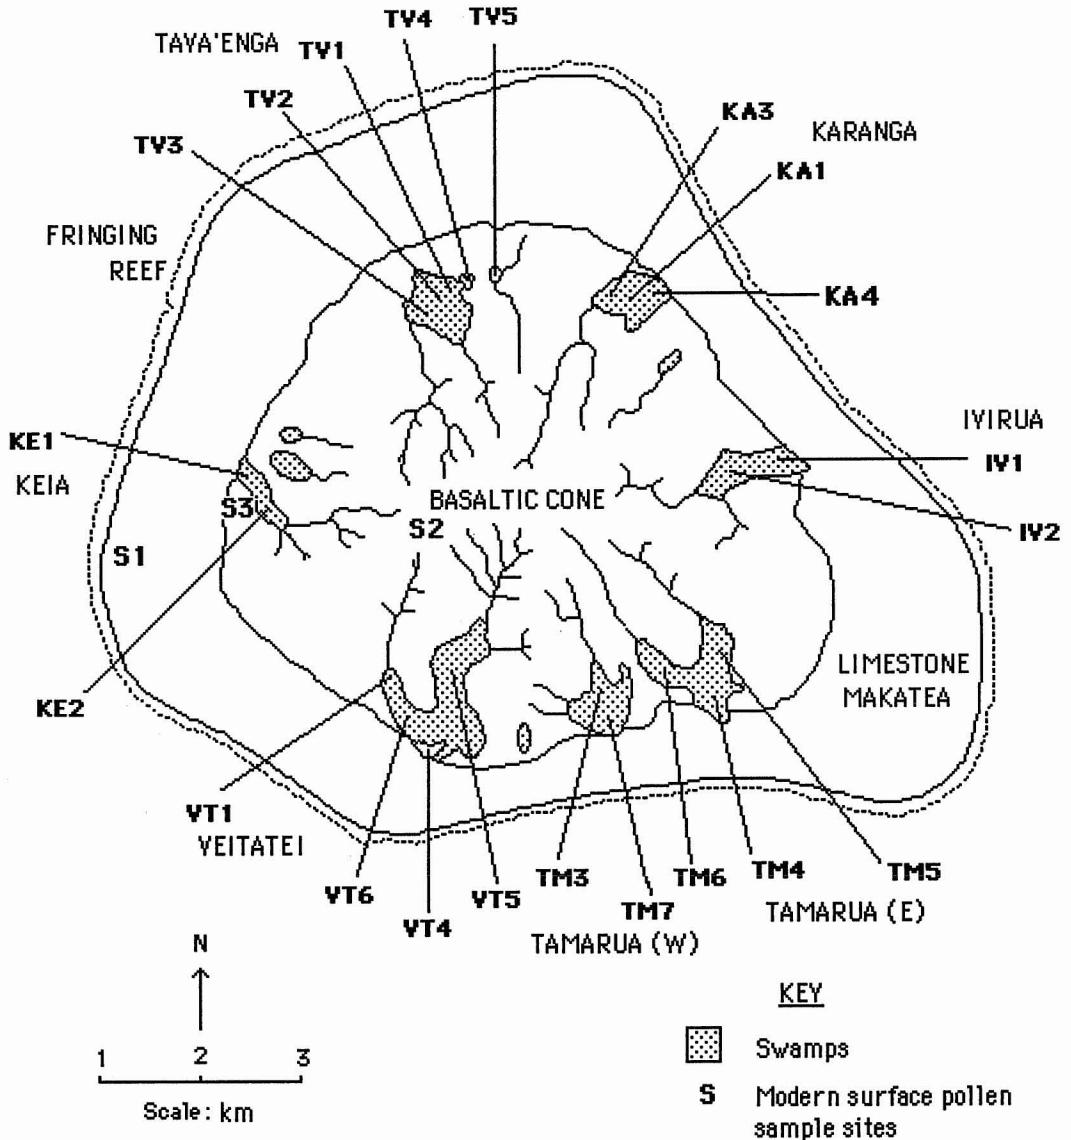 TV4
TV5
TAVA'ENGA
TV1
TV2
TV3
KA3
KARANGA
KA1
FRINGING
REEF
KA4
KE1
KEIA
IVIRUA
IV1
BASALTIC CONE
S3
S2
IV2
S1
LIMESTONE
MAKATEA
KE2
VT1
VEITATEI
VT6
VT4
VT5
TM3
TM7
TAMARUA (W)
TM6
TM4
TM5
TAMARUA (E)
N
1 2 3
Scale: km
KEY
Swamps
S Modern surface pollen
sample sites